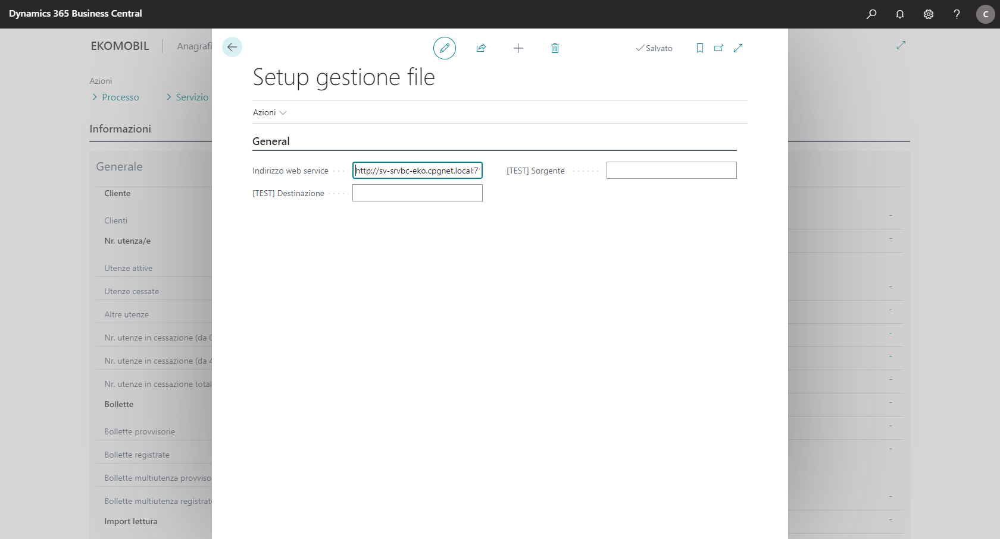 Dynamics 365 Business Central
C
EKOMOBIL
Anagrafi
Salvato
Setup gestione file
Azioni
Processo
Servizio
Azioni
Informazioni
General
Indirizzo web service
http://sv-srvbc-eko.cpgnet.local:7
[TEST] Sorgente
[TEST] Destinazione
Generale
Cliente
Clienti
-
Nr. utenza/e
-
Utenze attive
Utenze cessate
-
Altre utenze
-
Nr. utenze in cessazione (da 0
-
Nr. utenze in cessazione (da 4
-
Nr. utenze in cessazione total
-
Bollette
-
Bollette provvisorie
-
Bollette registrate
-
Bollette multiutenza provviso
Bollette multiutenza registrat
-
Import lettura
-